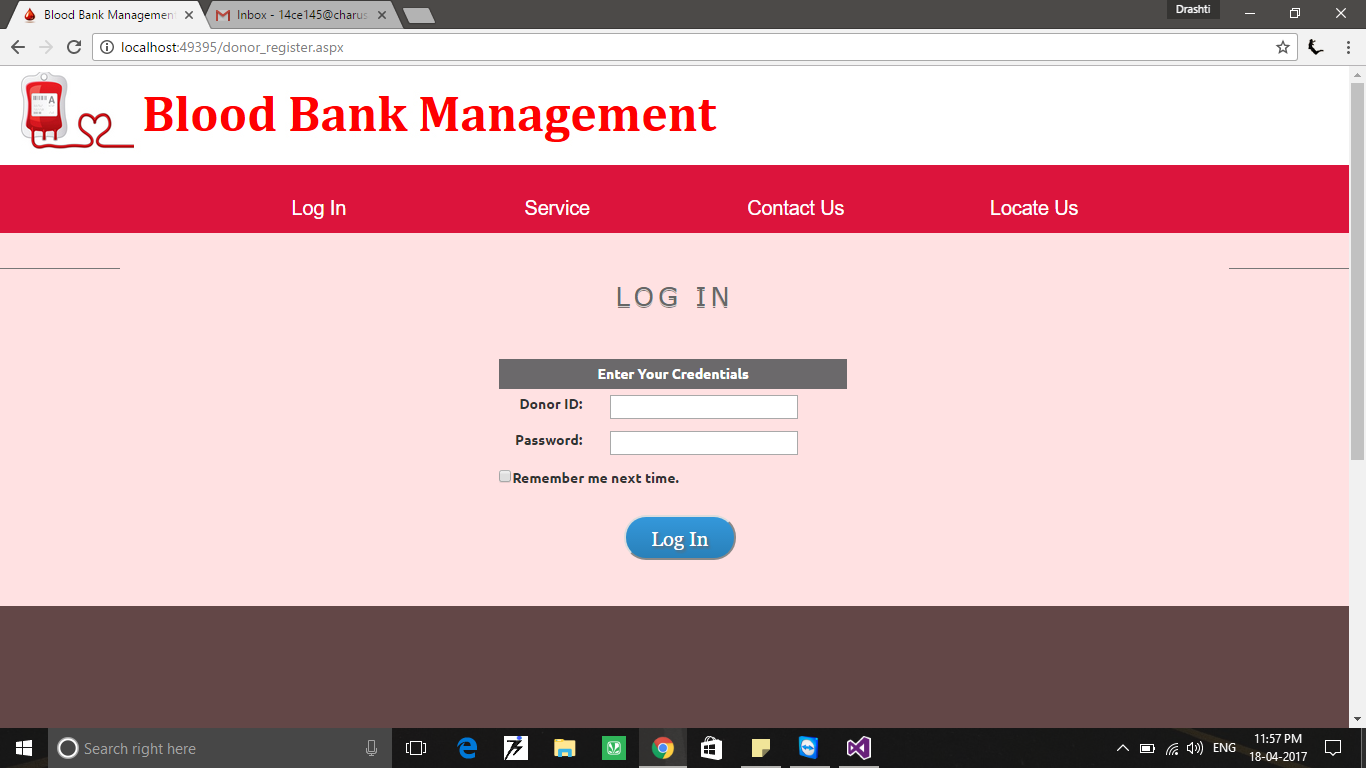 Blood Bank Management
Inbox - 14ce145@charus
Drashti
localhost:49395/donor_register.aspx
A
Blood Bank Management
Log In
Service
Contact Us
Locate Us
LOG IN
Enter Your Credentials
Donor ID:
Password:
Remember me next time.
Log In
Search right here
ENG
11:57 PM
18-04-2017